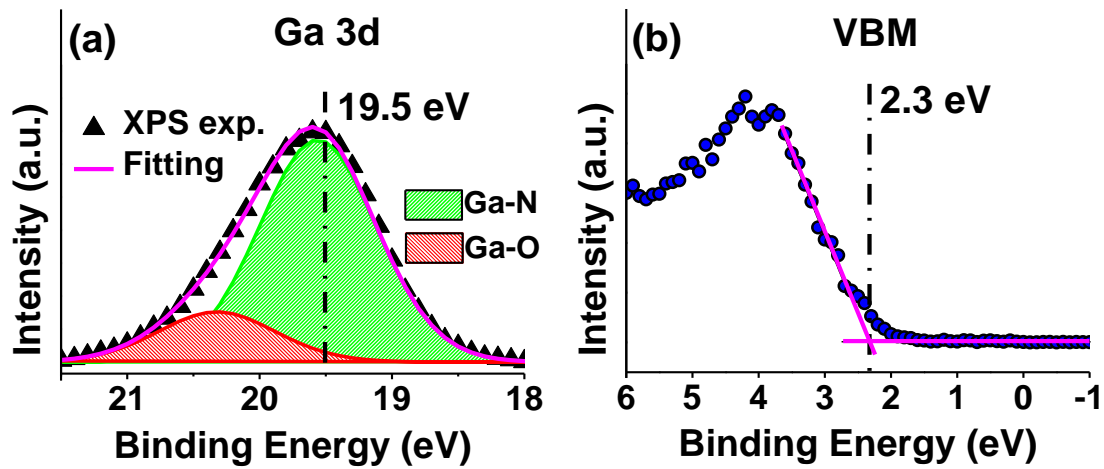 (a) Ga 3d
19.5 eV
XPS exp.
Fitting
Ga-N
Ga-O
Intensity (a.u.)
21 20 19 18
Binding Energy (eV)
(b) VBM
2.3 eV
Intensity (a.u.)
6 5 4 3 2 1 0 -1
Binding Energy (eV)